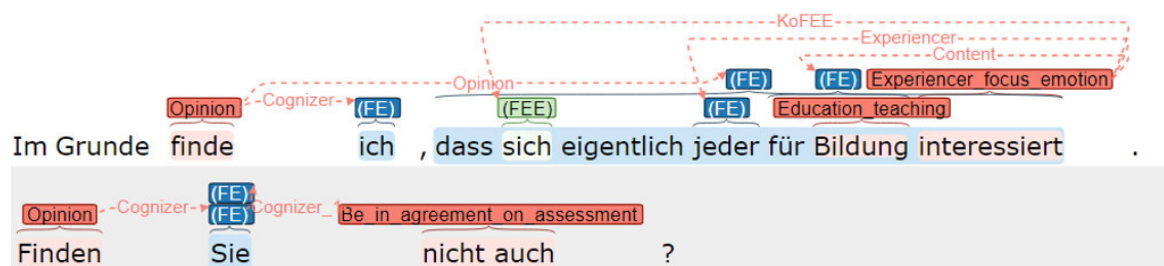 KoFEE
Experiencer
Content
Opinion (FE) (FE) Experiencer_focus_emotion
Opinion Cognizer (FE) (FEE) (FE) Education_teaching
Im Grunde finde ich , dass sich eigentlich jeder für Bildung interessiert .
(FE)
Opinion Cognizer (FE) Cognizer_ Be_in_agreement_on_assessment
Finden Sie nicht auch ?